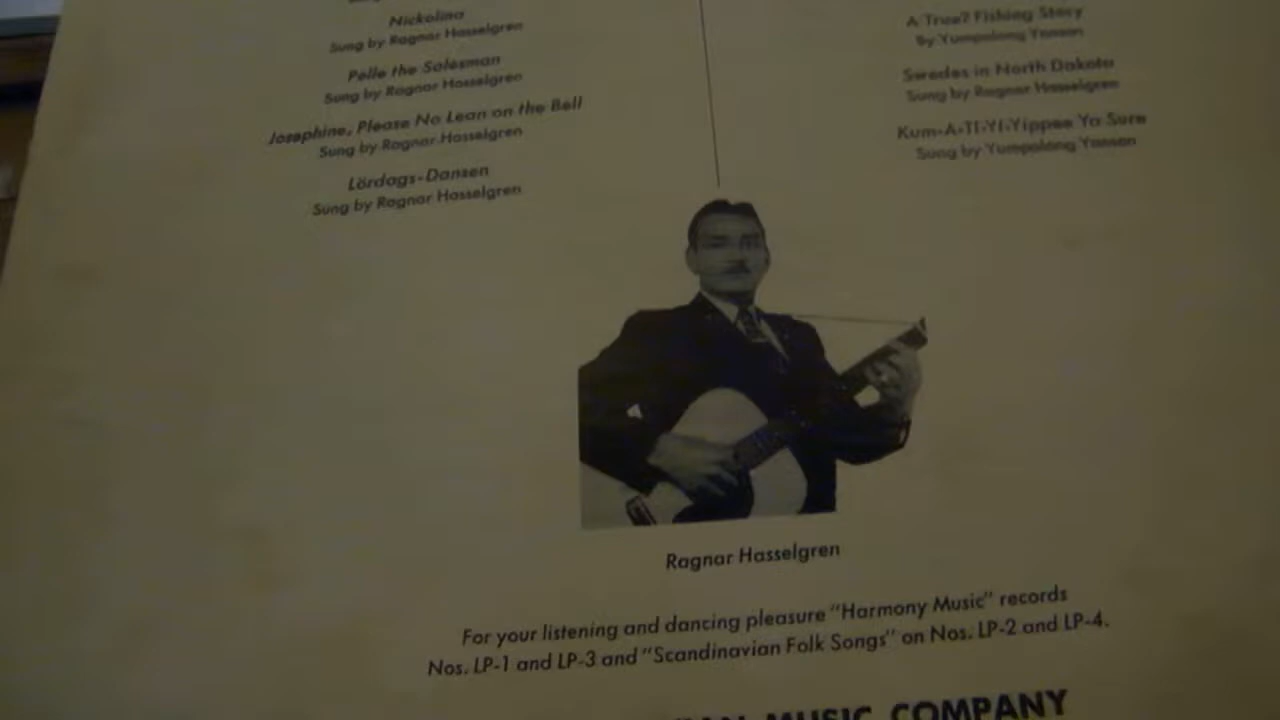 Nickolina
Sung by Ragnar Hasselgren
Pelle the Salesman
Sung by Ragnar Hasselgren
Josephine, Please No Lean on the Bell
Sung by Ragnar Hasselgren
Lördags-Dansen
Sung by Ragnar Hasselgren
A True? Fishing Story
By Yumpolong Yonson
Swedes in North Dakota
Sung by Ragnar Hasselgren
Kum-A-Ti-Yi-Yippee Ya Sure
Sung by Yumpolong Yonson
Ragnar Hasselgren
For your listening and dancing pleasure "Harmony Music" records
Nos. LP-1 and LP-3 and "Scandinavian Folk Songs" on Nos. LP-2 and LP-4.
MUSIC COMPANY